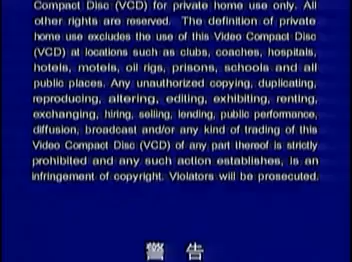 Compact Disc (VCD) for private home use only. All
other rights are reserved. The definition of private
home use excludes the use of this Video Compact Disc
(VCD) at locations such as clubs, coaches, hospitals,
hotels, motels, oil rigs, prisons, schools and all
public places. Any unauthorized copying, duplicating,
reproducing, altering, editing, exhibiting, renting,
exchanging, hiring, selling, lending, public performance,
diffusion, broadcast and/or any kind of trading of this
Video Compact Disc (VCD) of any part thereof is strictly
prohibited and any such action establishes, is an
infringement of copyright. Violators will be prosecuted.
警 告